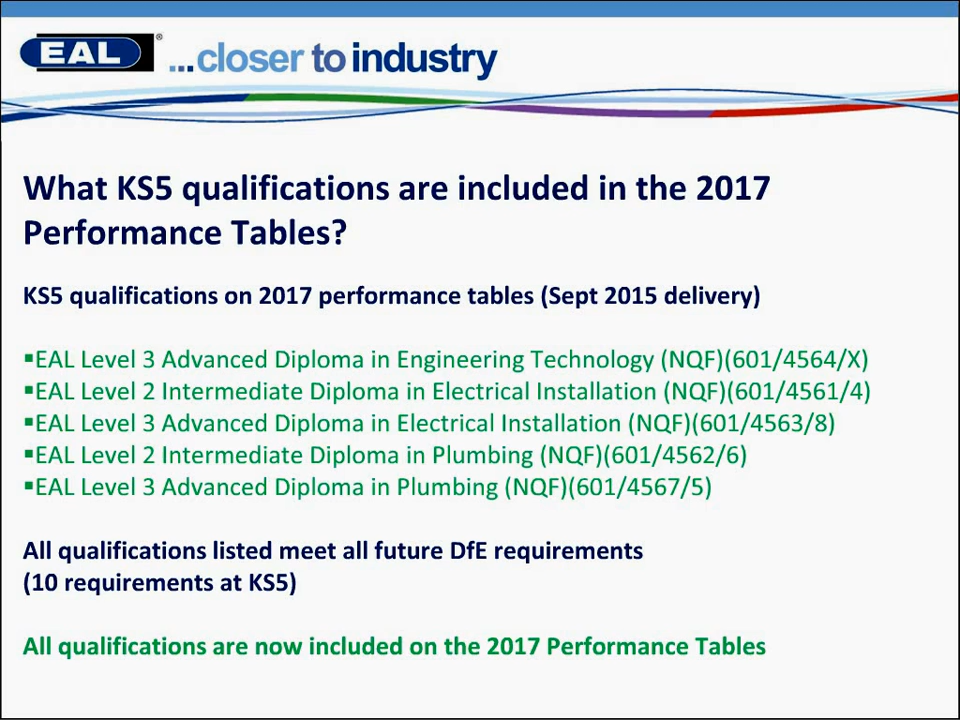 EAL®
...closer to industry
What KS5 qualifications are included in the 2017
Performance Tables?
KS5 qualifications on 2017 performance tables (Sept 2015 delivery)
▪EAL Level 3 Advanced Diploma in Engineering Technology (NQF)(601/4564/X)
▪EAL Level 2 Intermediate Diploma in Electrical Installation (NQF)(601/4561/4)
▪EAL Level 3 Advanced Diploma in Electrical Installation (NQF)(601/4563/8)
▪EAL Level 2 Intermediate Diploma in Plumbing (NQF)(601/4562/6)
▪EAL Level 3 Advanced Diploma in Plumbing (NQF)(601/4567/5)
All qualifications listed meet all future DfE requirements
(10 requirements at KS5)
All qualifications are now included on the 2017 Performance Tables